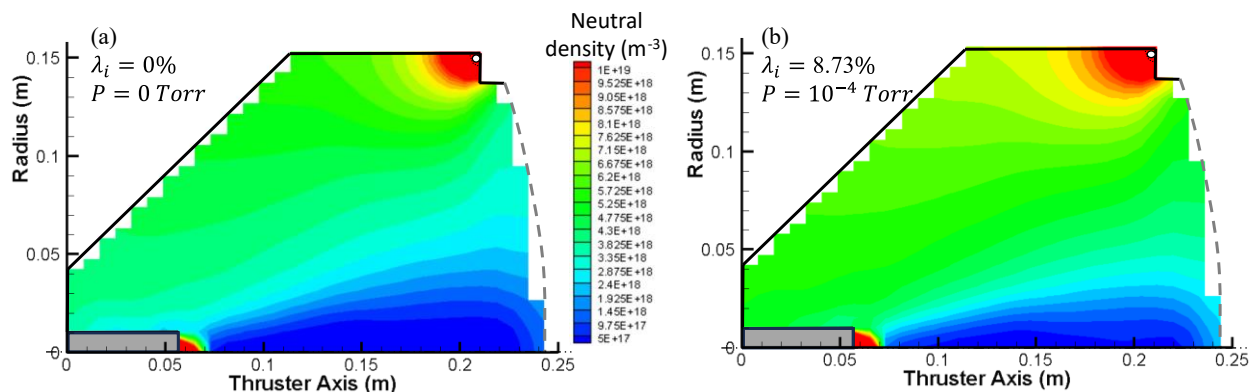 (a)
λᵢ = 0%
P = 0 Torr
0.15
0.1
0.05
0
Radius (m)
0
0.05
0.1
0.15
0.2
0.25
Thruster Axis (m)
Neutral
density (m⁻³)
1E+19
9.525E+18
9.05E+18
8.575E+18
8.1E+18
7.625E+18
7.15E+18
6.675E+18
6.2E+18
5.725E+18
5.25E+18
4.775E+18
4.3E+18
3.825E+18
3.35E+18
2.875E+18
2.4E+18
1.925E+18
1.45E+18
9.75E+17
5E+17
(b)
λᵢ = 8.73%
P = 10⁻⁴ Torr
0.15
0.1
0.05
0
Radius (m)
0
0.05
0.1
0.15
0.2
0.25
Thruster Axis (m)